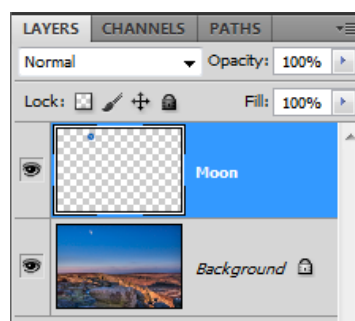 LAYERS CHANNELS PATHS
Normal Opacity: 100%
Lock: Fill: 100%
Moon
Background